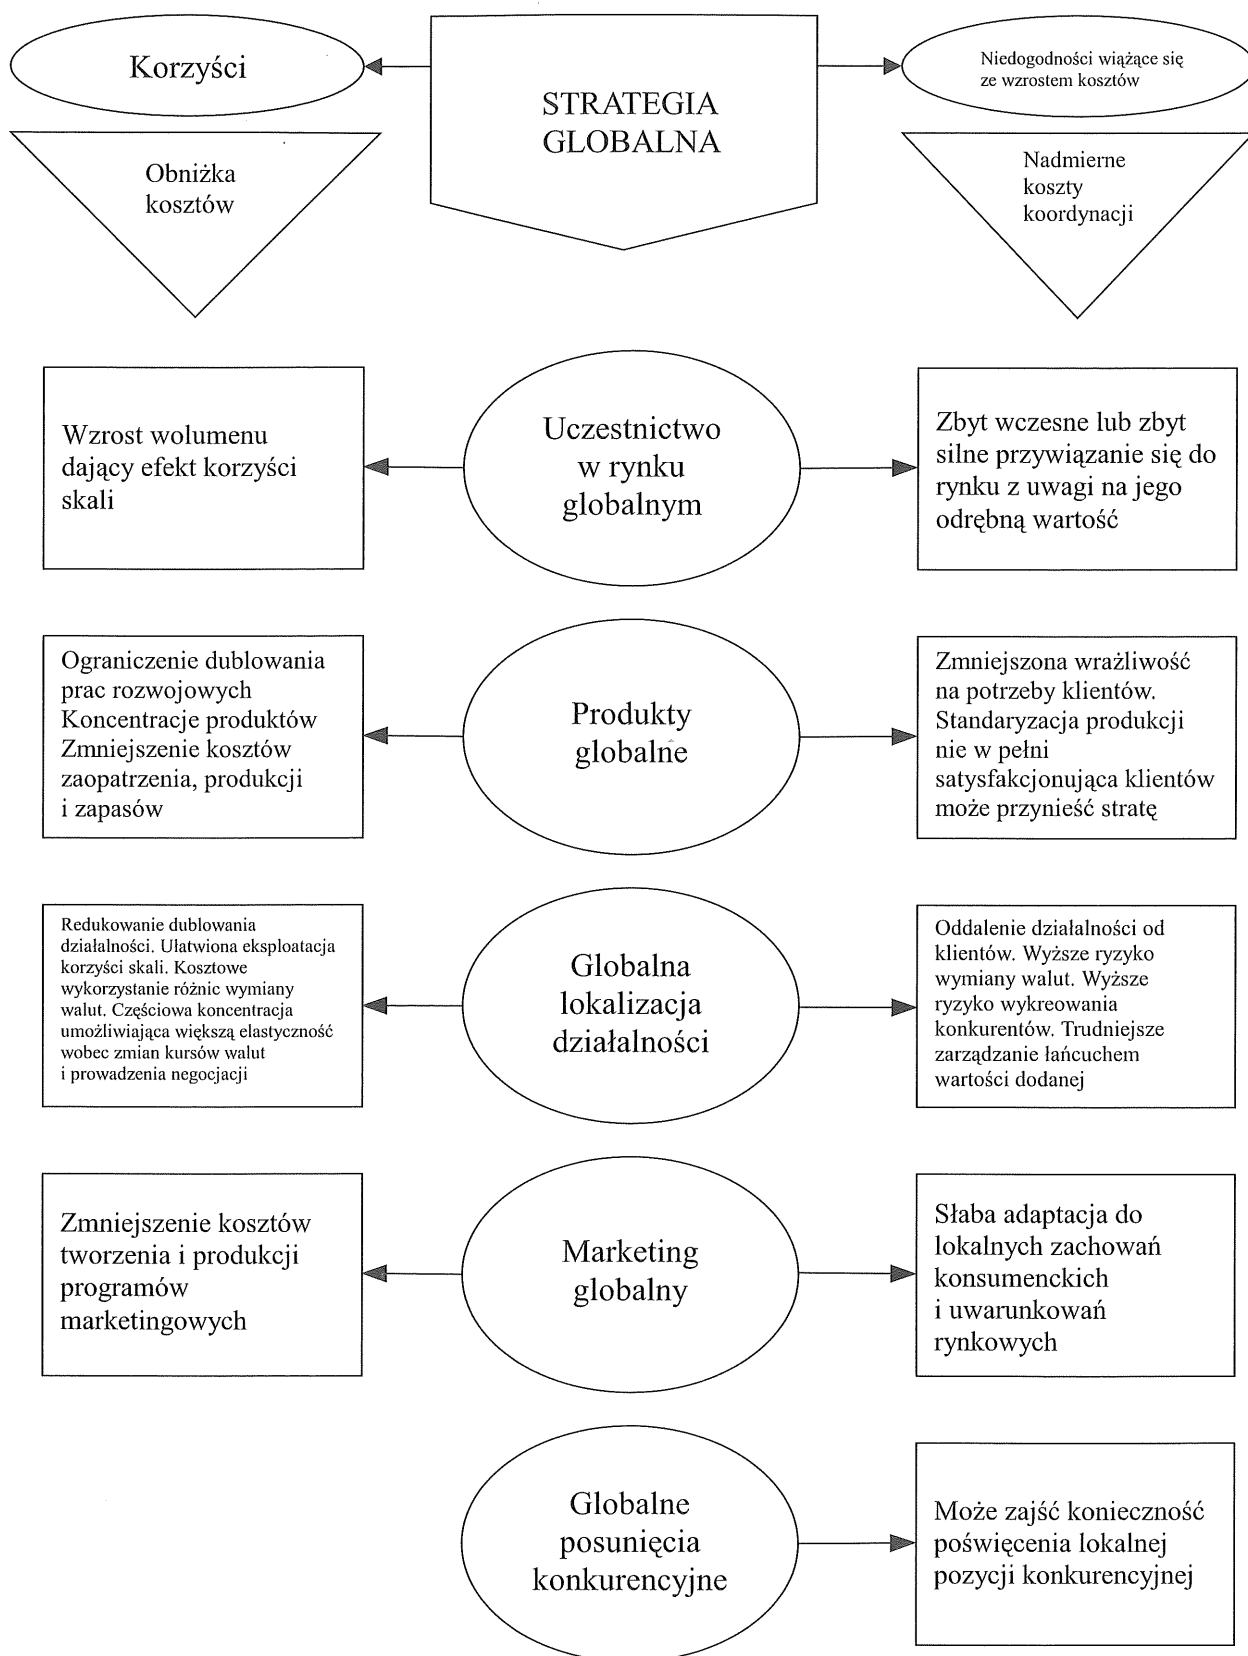 Korzyści
STRATEGIA
GLOBALNA
Niedogodności wiążące się
ze wzrostem kosztów
Obniżka
kosztów
Nadmierne
koszty
koordynacji
Wzrost wolumenu
dający efekt korzyści
skali
Uczestnictwo
w rynku
globalnym
Zbyt wczesne lub zbyt
silne przywiązanie się do
rynku z uwagi na jego
odrębną wartość
Ograniczenie dublowania
prac rozwojowych
Koncentracje produktów
Zmniejszenie kosztów
zaopatrzenia, produkcji
i zapasów
Produkty
globalne
Zmniejszona wrażliwość
na potrzeby klientów.
Standaryzacja produkcji
nie w pełni
satysfakcjonująca klientów
może przynieść stratę
Redukowanie dublowania
działalności. Ułatwiona eksploatacja
korzyści skali. Kosztowe
wykorzystanie różnic wymiany
walut. Częściowa koncentracja
umożliwiająca większą elastyczność
wobec zmian kursów walut
i prowadzenia negocjacji
Globalna
lokalizacja
działalności
Oddalenie działalności od
klientów. Wyższe ryzyko
wymiany walut. Wyższe
ryzyko wykreowania
konkurentów. Trudniejsze
zarządzanie łańcuchem
wartości dodanej
Zmniejszenie kosztów
tworzenia i produkcji
programów
marketingowych
Marketing
globalny
Słaba adaptacja do
lokalnych zachowań
konsumenckich
i uwarunkowań
rynkowych
Globalne
posunięcia
konkurencyjne
Może zajść konieczność
poświęcenia lokalnej
pozycji konkurencyjnej